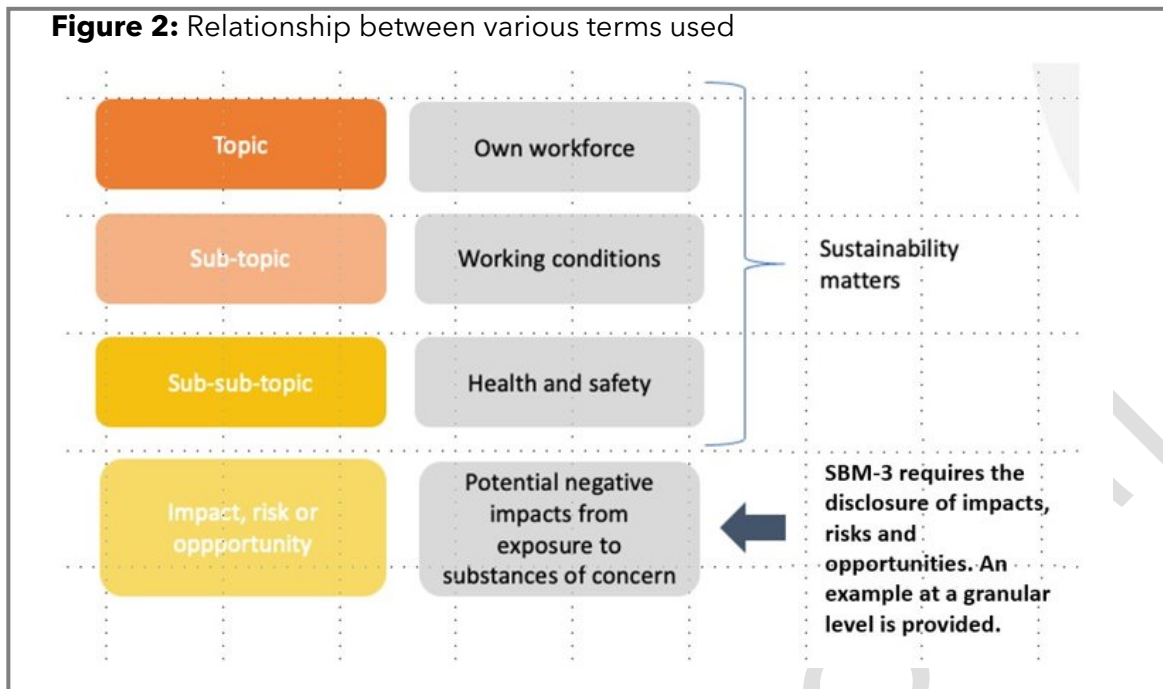 Figure 2: Relationship between various terms used
Topic
Own workforce
Sub-topic
Working conditions
Sustainability
matters
Sub-sub-topic
Health and safety
Impact, risk or
oppportunity
Potential negative
impacts from
exposure to
substances of concern
SBM-3 requires the
disclosure of impacts,
risks and
opportunities. An
example at a granular
level is provided.